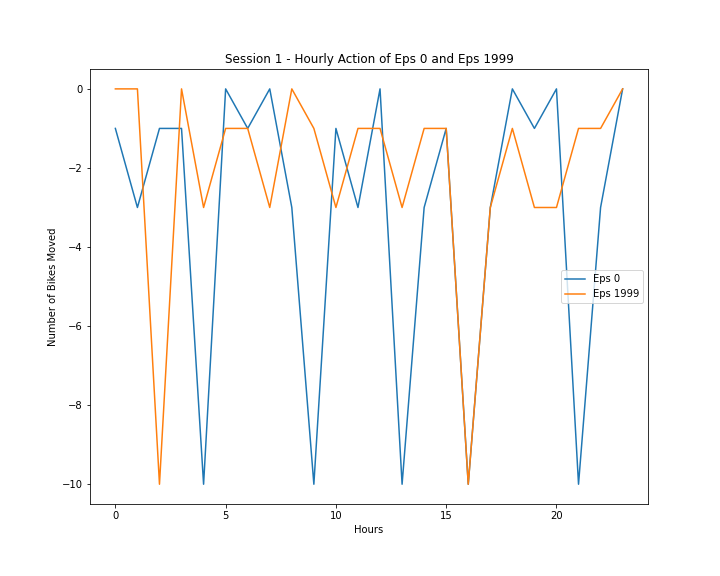 Session 1 - Hourly Action of Eps 0 and Eps 1999
Number of Bikes Moved
0
−2
−4
−6
−8
−10
Eps 0
Eps 1999
0 5 10 15 20
Hours